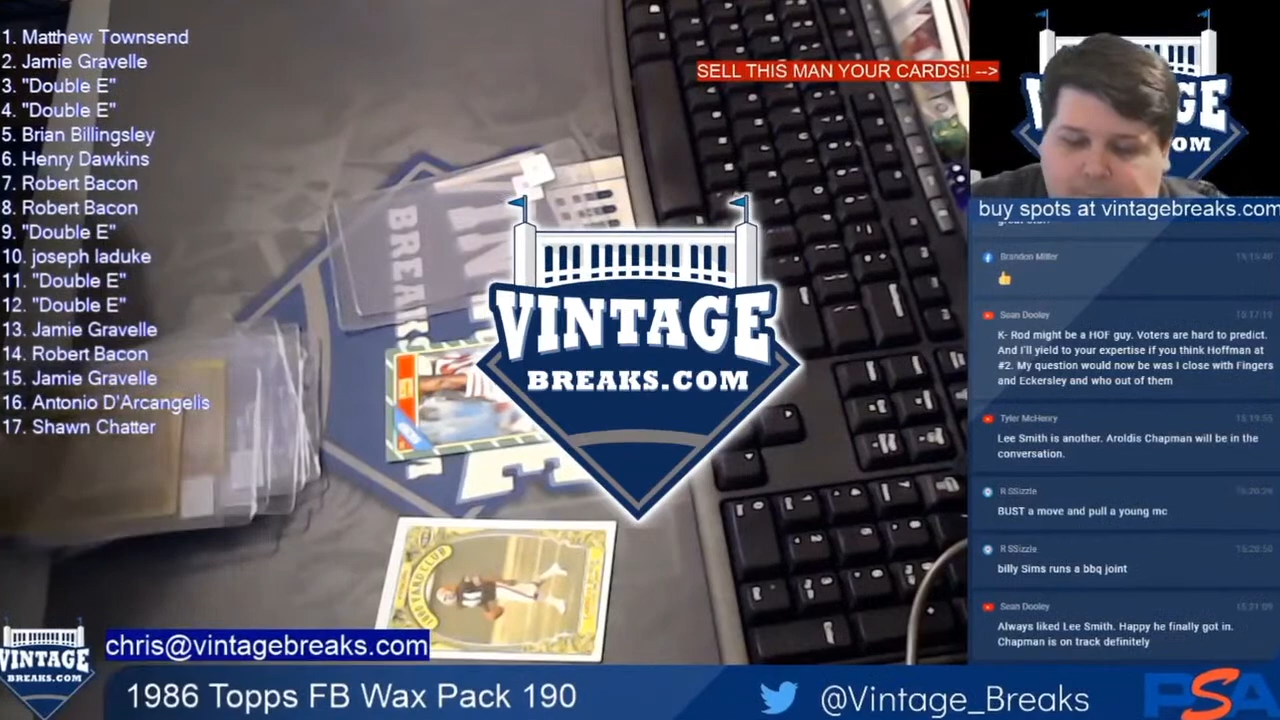 1. Matthew Townsend
2. Jamie Gravelle
3. "Double E"
4. "Double E"
5. Brian Billingsley
6. Henry Dawkins
7. Robert Bacon
8. Robert Bacon
9. "Double E"
10. joseph laduke
11. "Double E"
12. "Double E"
13. Jamie Gravelle
14. Robert Bacon
15. Jamie Gravelle
16. Antonio D'Arcangelis
17. Shawn Chatter
SELL THIS MAN YOUR CARDS!! -->
VINTAGE
BREAKS.COM
BREAKS
1000 YARD CLUB
buy spots at vintagebreaks.com
Brandon Miller
Sean Dooley
K- Rod might be a HOF guy. Voters are hard to predict.
And I'll yield to your expertise if you think Hoffman at
#2. My question would now be was I close with Fingers
and Eckersley and who out of them
Tyler McHenry
Lee Smith is another. Aroldis Chapman will be in the
conversation.
R SSizzle
BUST a move and pull a young mc
R SSizzle
billy Sims runs a bbq joint
Sean Dooley
Always liked Lee Smith. Happy he finally got in.
Chapman is on track definitely
chris@vintagebreaks.com
VINTAGE
BREAKS.COM
1986 Topps FB Wax Pack 190
@Vintage_Breaks
PSA